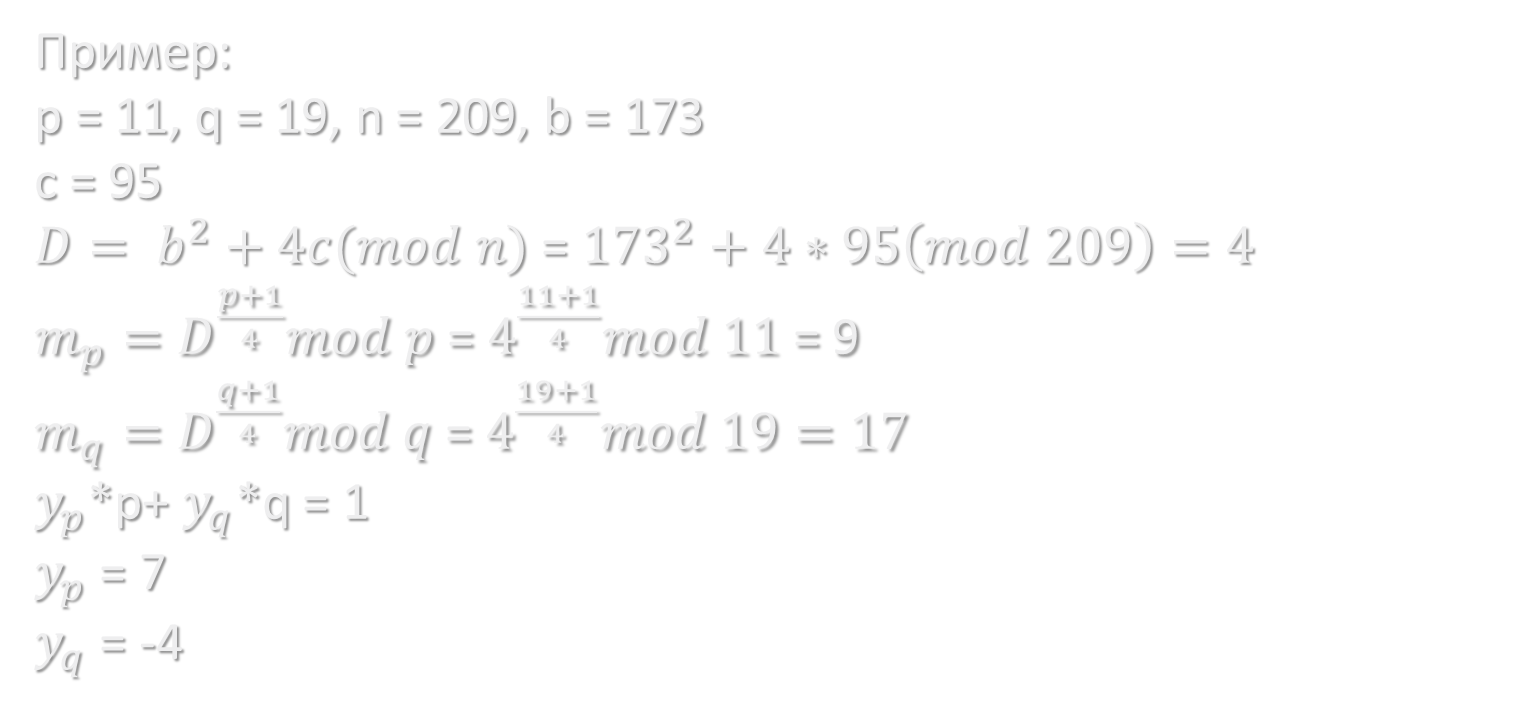 Пример:
p = 11, q = 19, n = 209, b = 173
c = 95
D = b² + 4c(mod n) = 173² + 4 * 95(mod 209) = 4
m_p = D^((p+1)/4) mod p = 4^((11+1)/4) mod 11 = 9
m_q = D^((q+1)/4) mod q = 4^((19+1)/4) mod 19 = 17
y_p*p+ y_q*q = 1
y_p = 7
y_q = -4